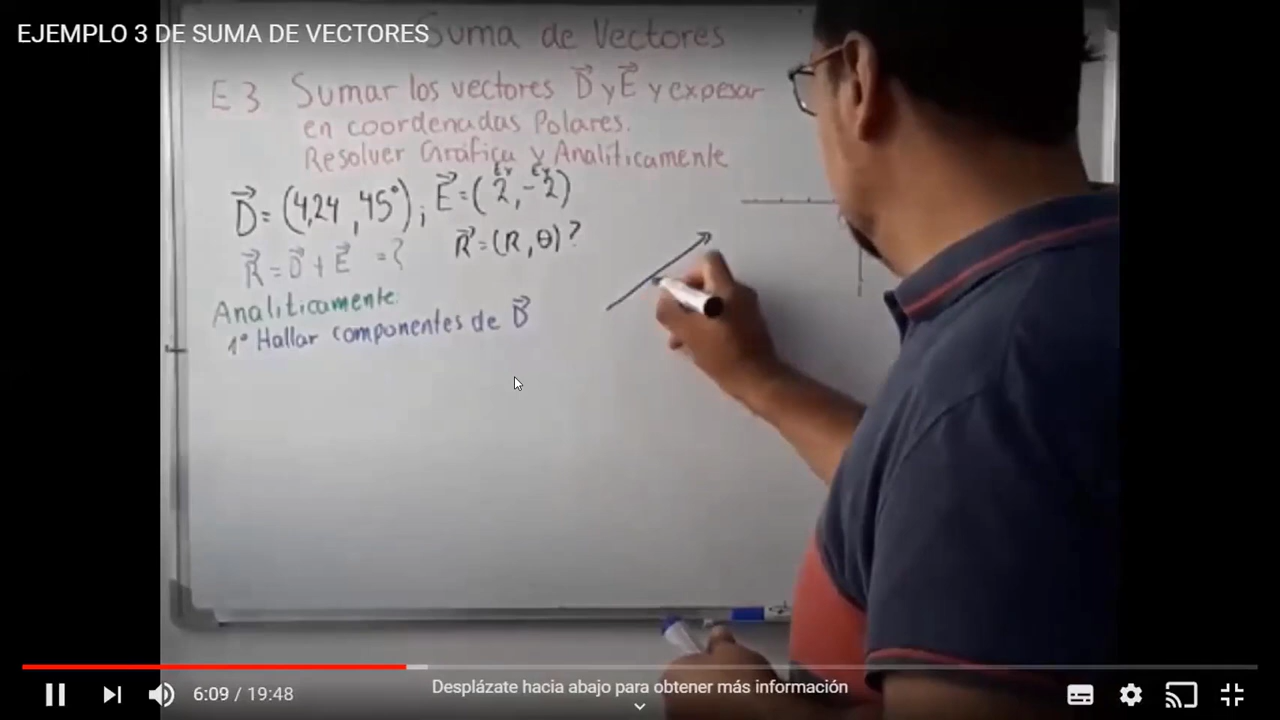 EJEMPLO 3 DE SUMA DE VECTORES
Suma de Vectores
E3 Sumar los vectores D⃗ y E⃗ y expesar
en coordenadas Polares.
Resolver Gráfica y Analíticamente
D⃗ = (4,24 , 45°) ; E⃗ = (2, -2)
R⃗ = D⃗ + E⃗ = ? R⃗ = (R, θ)?
Analíticamente:
1° Hallar componentes de D⃗
6:09 / 19:48
Desplázate hacia abajo para obtener más información